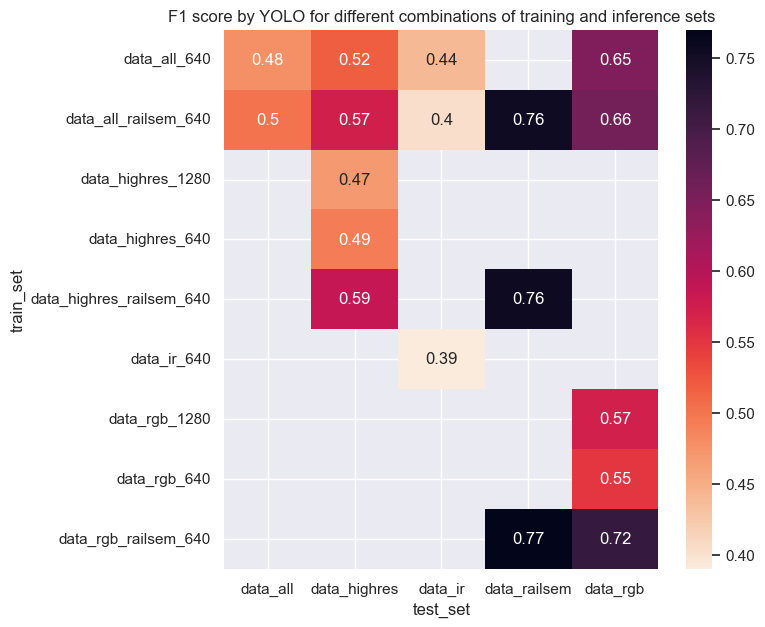 F1 score by YOLO for different combinations of training and inference sets
data_all_640 0.48 0.52 0.44 0.65
data_all_railsem_640 0.5 0.57 0.4 0.76 0.66
data_highres_1280 0.47
data_highres_640 0.49
data_highres_railsem_640 0.59 0.76
data_ir_640 0.39
data_rgb_1280 0.57
data_rgb_640 0.55
data_rgb_railsem_640 0.77 0.72
data_all data_highres data_ir data_railsem data_rgb
test_set
train_set
0.75
0.70
0.65
0.60
0.55
0.50
0.45
0.40